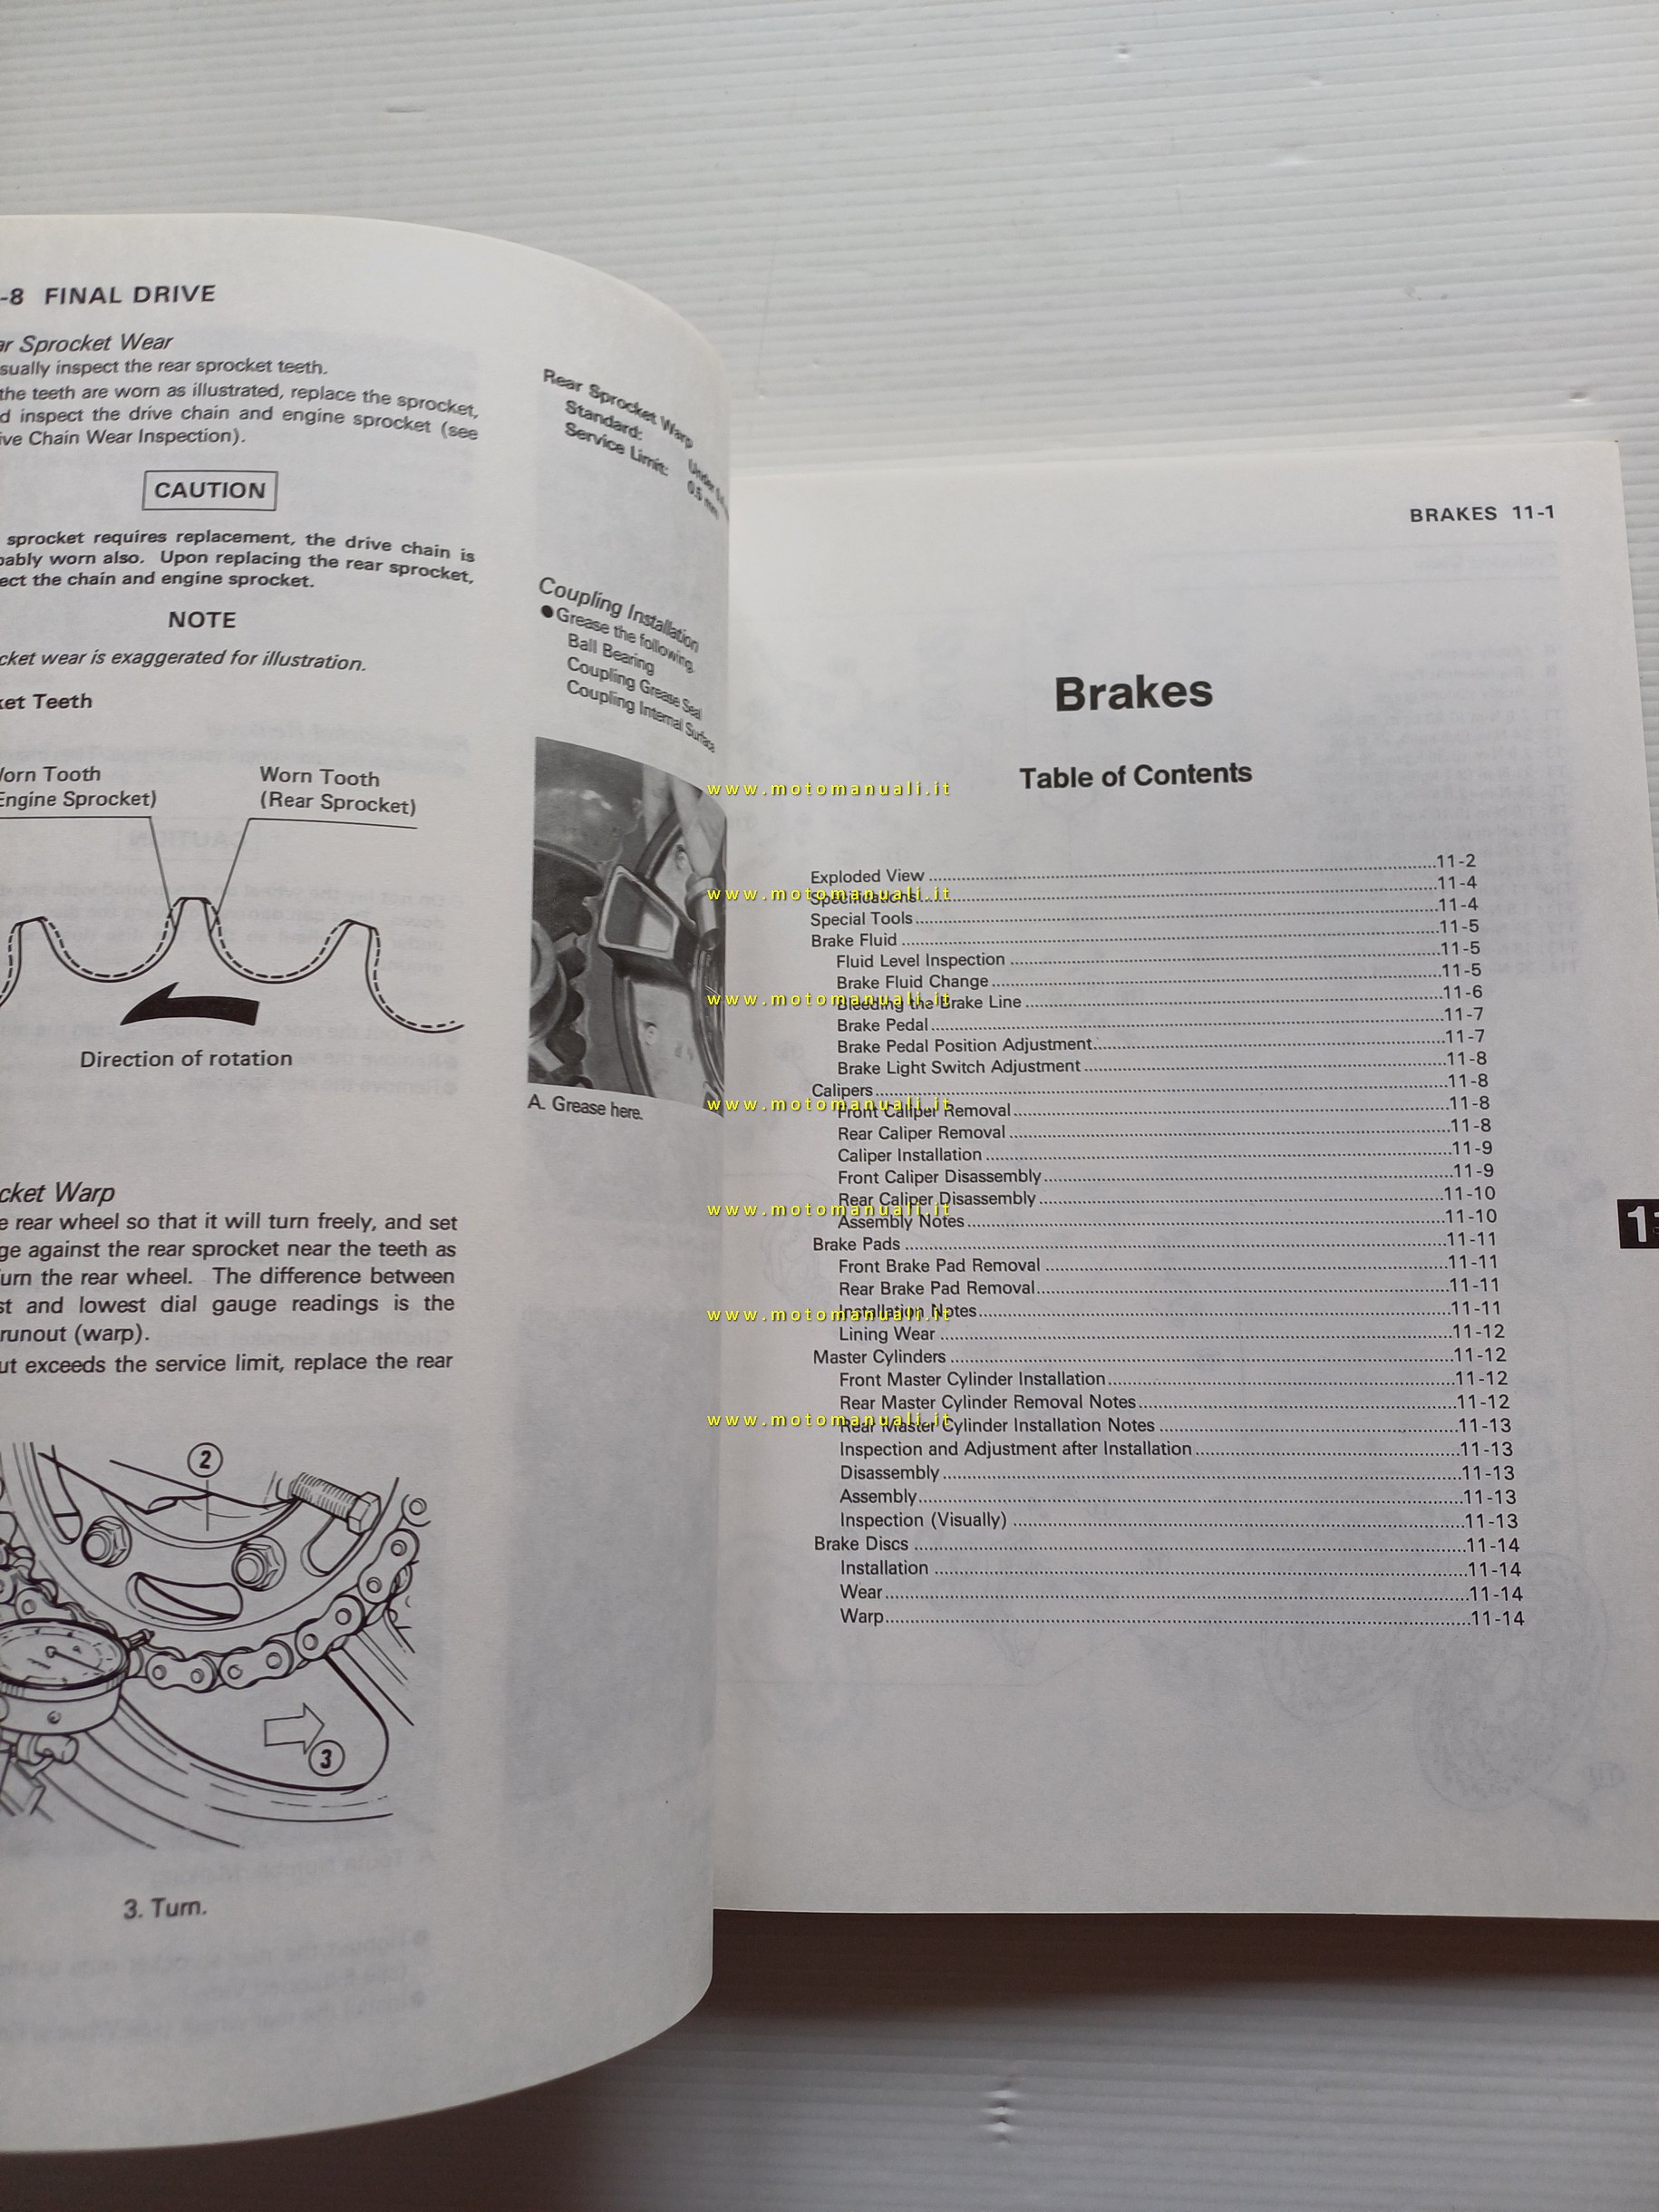 -8 FINAL DRIVE
ar Sprocket Wear
sually inspect the rear sprocket teeth.
the teeth are worn as illustrated, replace the sprocket,
d inspect the drive chain and engine sprocket (see
ive Chain Wear Inspection).
CAUTION
sprocket requires replacement, the drive chain is
bably worn also. Upon replacing the rear sprocket,
ect the chain and engine sprocket.
NOTE
cket wear is exaggerated for illustration.
ket Teeth
Worn Tooth
Engine Sprocket)
Worn Tooth
(Rear Sprocket)
Direction of rotation
cket Warp
e rear wheel so that it will turn freely, and set
ge against the rear sprocket near the teeth as
Turn the rear wheel. The difference between
st and lowest dial gauge readings is the
runout (warp).
ut exceeds the service limit, replace the rear
2
3
3. Turn.
Rear Sprocket Warp
Standard: Under
Service Limit: 0.5 mm
Coupling Installation
●Grease the following.
Ball Bearing
Coupling Grease Seal
Coupling Internal Surface
A. Grease here.
BRAKES 11-1
Brakes
Table of Contents
Exploded View ... 11-2
Specifications ... 11-4
Special Tools ... 11-4
Brake Fluid ... 11-5
Fluid Level Inspection ... 11-5
Brake Fluid Change ... 11-5
Bleeding the Brake Line ... 11-6
Brake Pedal ... 11-7
Brake Pedal Position Adjustment ... 11-7
Brake Light Switch Adjustment ... 11-8
Calipers ... 11-8
Front Caliper Removal ... 11-8
Rear Caliper Removal ... 11-8
Caliper Installation ... 11-9
Front Caliper Disassembly ... 11-9
Rear Caliper Disassembly ... 11-10
Assembly Notes ... 11-10
Brake Pads ... 11-11
Front Brake Pad Removal ... 11-11
Rear Brake Pad Removal ... 11-11
Installation Notes ... 11-11
Lining Wear ... 11-12
Master Cylinders ... 11-12
Front Master Cylinder Installation ... 11-12
Rear Master Cylinder Removal Notes ... 11-12
Rear Master Cylinder Installation Notes ... 11-13
Inspection and Adjustment after Installation ... 11-13
Disassembly ... 11-13
Assembly ... 11-13
Inspection (Visually) ... 11-13
Brake Discs ... 11-14
Installation ... 11-14
Wear ... 11-14
Warp ... 11-14
www.motomanuali.it
www.motomanuali.it
www.motomanuali.it
www.motomanuali.it
www.motomanuali.it
www.motomanuali.it
www.motomanuali.it